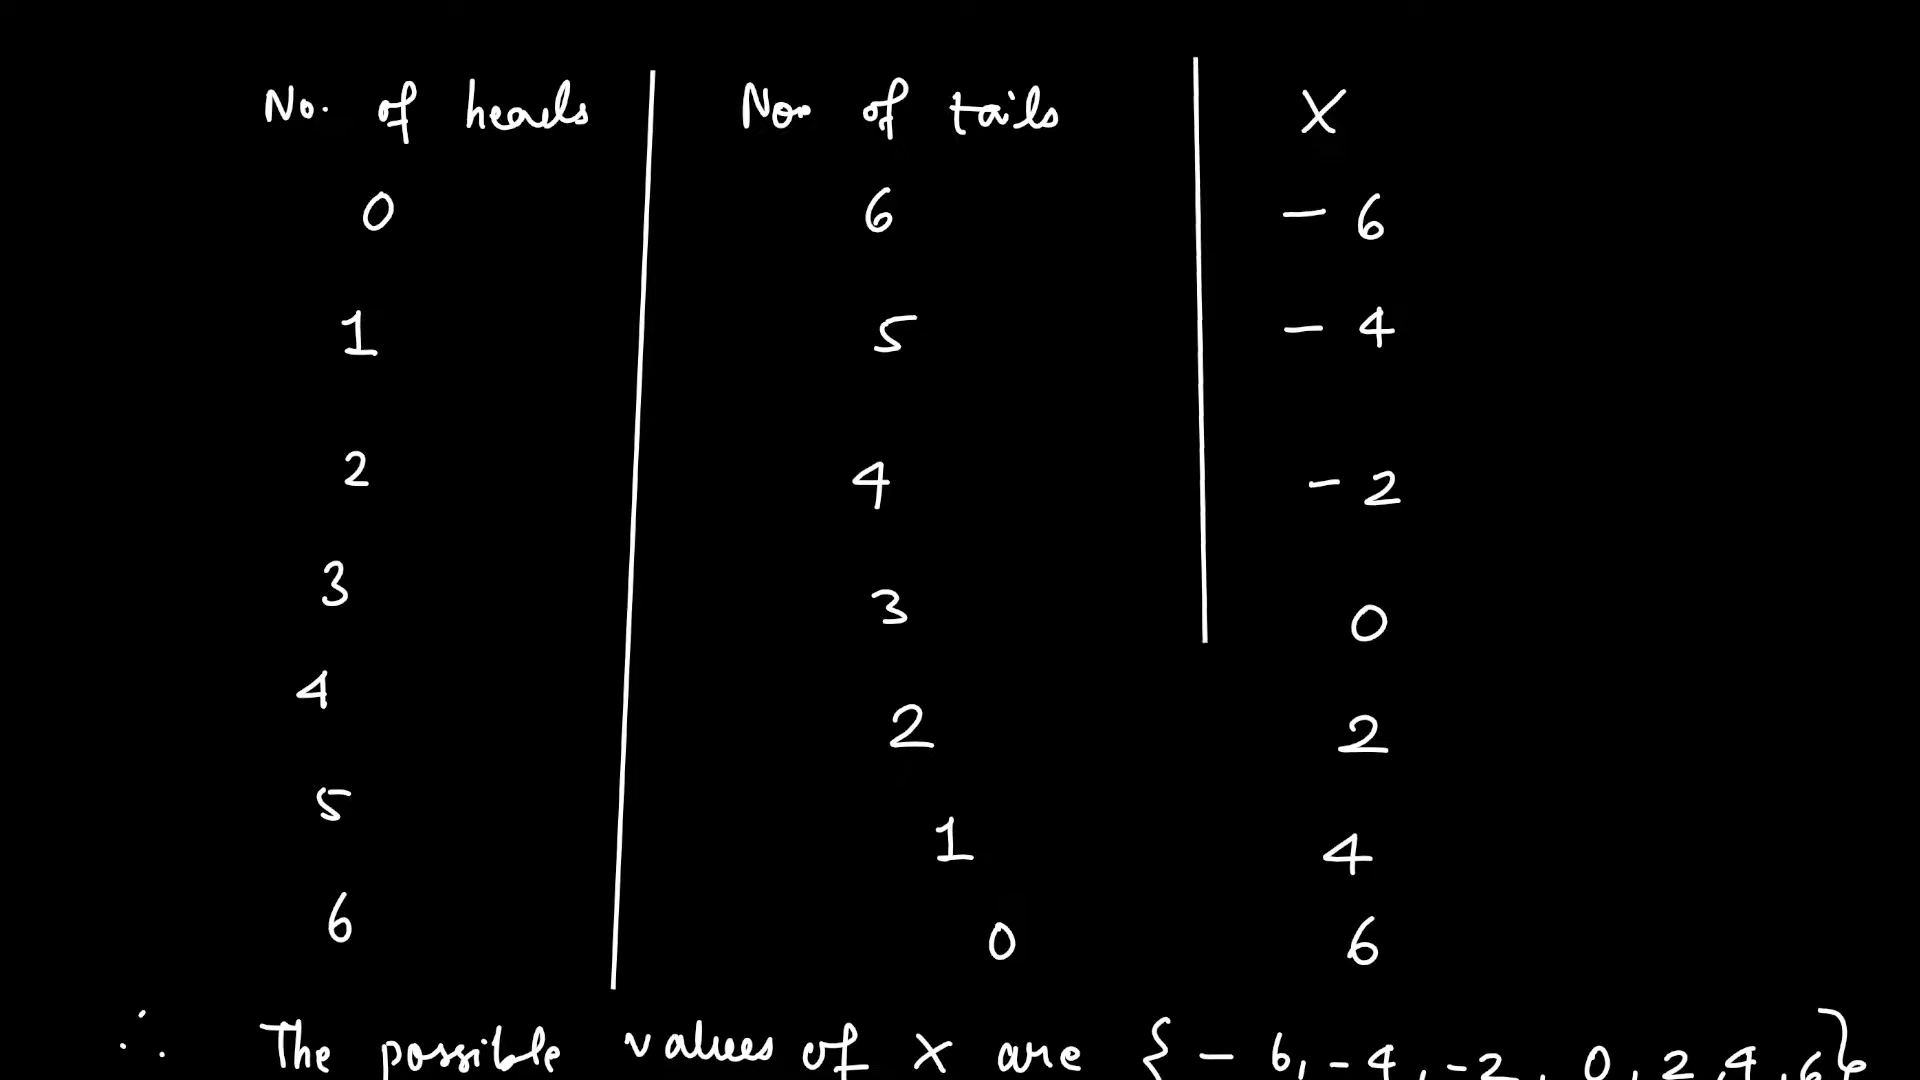 No. of heads No. of tails X
0 6 - 6
1 5 - 4
2 4 - 2
3 3 0
4 2 2
5 1 4
6 0 6
∴ The possible values of X are { - 6, - 4, - 2, 0, 2, 4, 6}